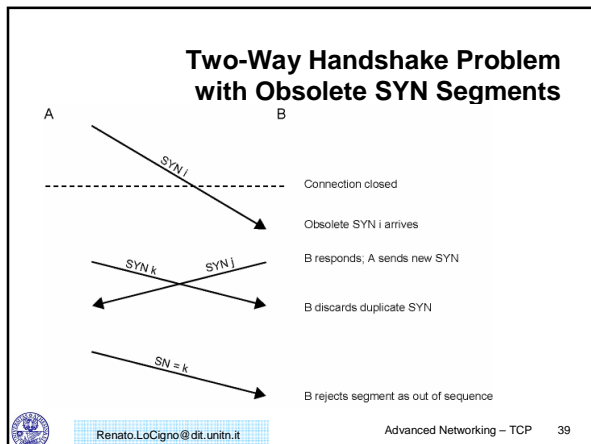 Two-Way Handshake Problem
with Obsolete SYN Segments
A B
SYN i
Connection closed
Obsolete SYN i arrives
SYN k SYN j B responds; A sends new SYN
B discards duplicate SYN
SN = k
B rejects segment as out of sequence
Renato.LoCigno@dit.unitn.it Advanced Networking – TCP 39